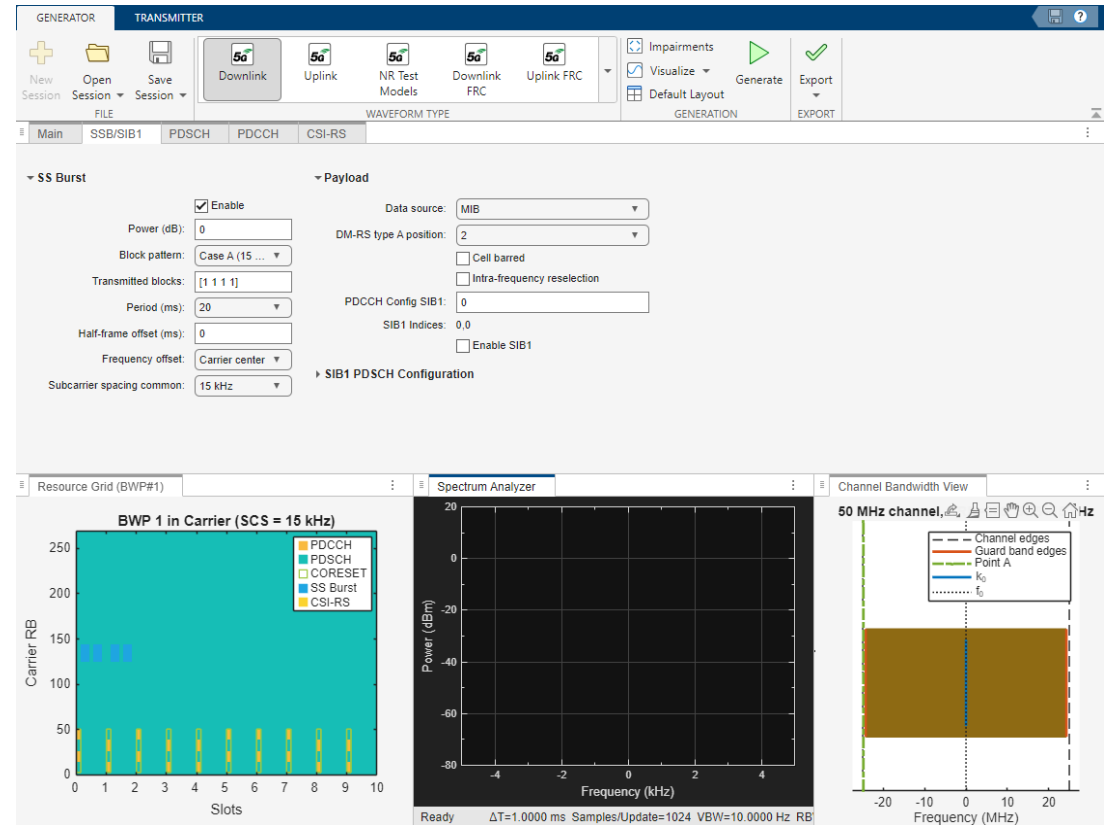 GENERATOR TRANSMITTER
?
New Session
Open Session
Save Session
FILE
5G Downlink
5G Uplink
5G NR Test Models
5G Downlink FRC
5G Uplink FRC
WAVEFORM TYPE
Impairments
Visualize
Default Layout
Generate
GENERATION
Export
EXPORT
Main SSB/SIB1 PDSCH PDCCH CSI-RS
SS Burst
Enable
Power (dB): 0
Block pattern: Case A (15 ...
Transmitted blocks: [1 1 1 1]
Period (ms): 20
Half-frame offset (ms): 0
Frequency offset: Carrier center
Subcarrier spacing common: 15 kHz
Payload
Data source: MIB
DM-RS type A position: 2
Cell barred
Intra-frequency reselection
PDCCH Config SIB1: 0
SIB1 Indices: 0,0
Enable SIB1
SIB1 PDSCH Configuration
Resource Grid (BWP#1)
BWP 1 in Carrier (SCS = 15 kHz)
PDCCH
PDSCH
CORESET
SS Burst
CSI-RS
Carrier RB
250
200
150
100
50
0
0 1 2 3 4 5 6 7 8 9 10
Slots
Spectrum Analyzer
Power (dBm)
20
0
-20
-40
-60
-80
-4 -2 0 2 4
Frequency (kHz)
Ready ΔT=1.0000 ms Samples/Update=1024 VBW=10.0000 Hz RB
Channel Bandwidth View
50 MHz channel, Hz
Channel edges
Guard band edges
Point A
k0
f0
-20 -10 0 10 20
Frequency (MHz)